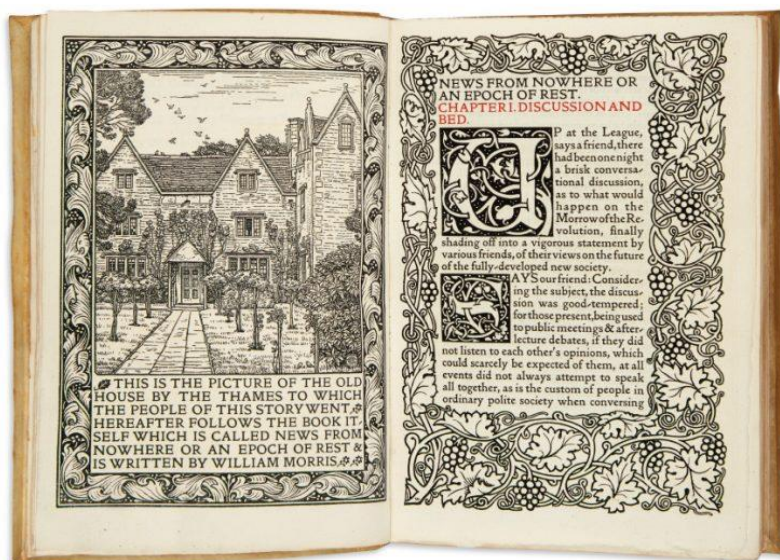 THIS IS THE PICTURE OF THE OLD
HOUSE BY THE THAMES TO WHICH
THE PEOPLE OF THIS STORY WENT
HEREAFTER FOLLOWS THE BOOK IT-
SELF WHICH IS CALLED NEWS FROM
NOWHERE OR AN EPOCH OF REST &
IS WRITTEN BY WILLIAM MORRIS
NEWS FROM NOWHERE OR
AN EPOCH OF REST.
CHAPTER I. DISCUSSION AND
BED.
UP at the League,
says a friend, there
had been one night
a brisk conversa-
tional discussion,
as to what would
happen on the
Morrow of the Re-
volution, finally
shading off into a vigorous statement by
various friends, of their views on the future
of the fully-developed new society.
SAYS our friend: Consider-
ing the subject, the discus-
sion was good-tempered;
for those present, being used
to public meetings & after-
lecture debates, if they did
not listen to each other's opinions, which
could scarcely be expected of them, at all
events did not always attempt to speak
all together, as is the custom of people in
ordinary polite society when conversing